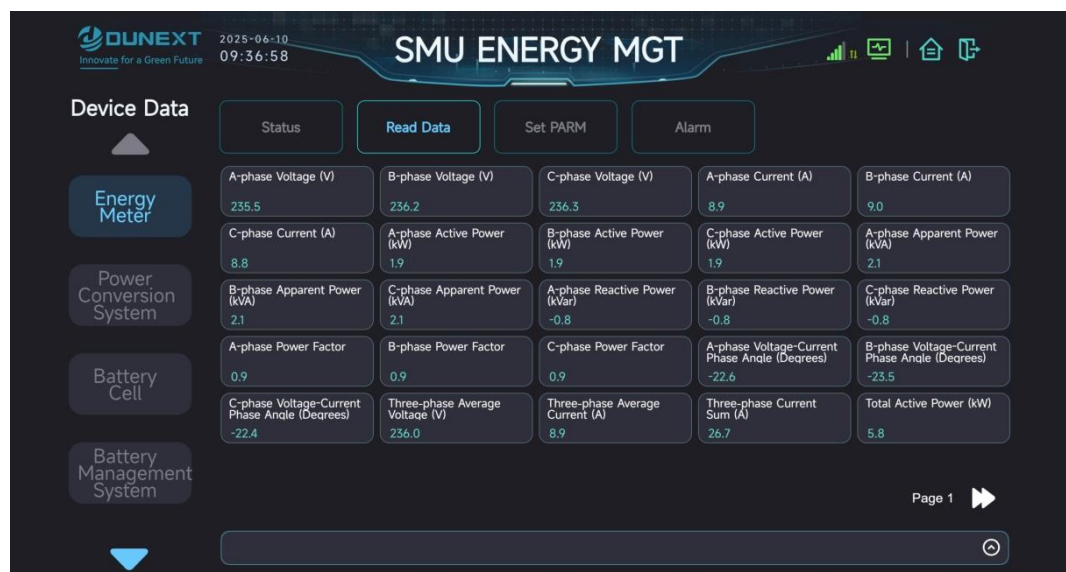 DUNEXT
Innovate for a Green Future
2025-06-10
09:36:58
SMU ENERGY MGT
Device Data
Status
Read Data
Set PARM
Alarm
Energy
Meter
Power
Conversion
System
Battery
Cell
Battery
Management
System
A-phase Voltage (V)
235.5
B-phase Voltage (V)
236.2
C-phase Voltage (V)
236.3
A-phase Current (A)
8.9
B-phase Current (A)
9.0
C-phase Current (A)
8.8
A-phase Active Power
(kW)
1.9
B-phase Active Power
(kW)
1.9
C-phase Active Power
(kW)
1.9
A-phase Apparent Power
(kVA)
2.1
B-phase Apparent Power
(kVA)
2.1
C-phase Apparent Power
(kVA)
2.1
A-phase Reactive Power
(kVar)
-0.8
B-phase Reactive Power
(kVar)
-0.8
C-phase Reactive Power
(kVar)
-0.8
A-phase Power Factor
0.9
B-phase Power Factor
0.9
C-phase Power Factor
0.9
A-phase Voltage-Current
Phase Angle (Degrees)
-22.6
B-phase Voltage-Current
Phase Angle (Degrees)
-23.5
C-phase Voltage-Current
Phase Angle (Degrees)
-22.4
Three-phase Average
Voltage (V)
236.0
Three-phase Average
Current (A)
8.9
Three-phase Current
Sum (A)
26.7
Total Active Power (kW)
5.8
Page 1